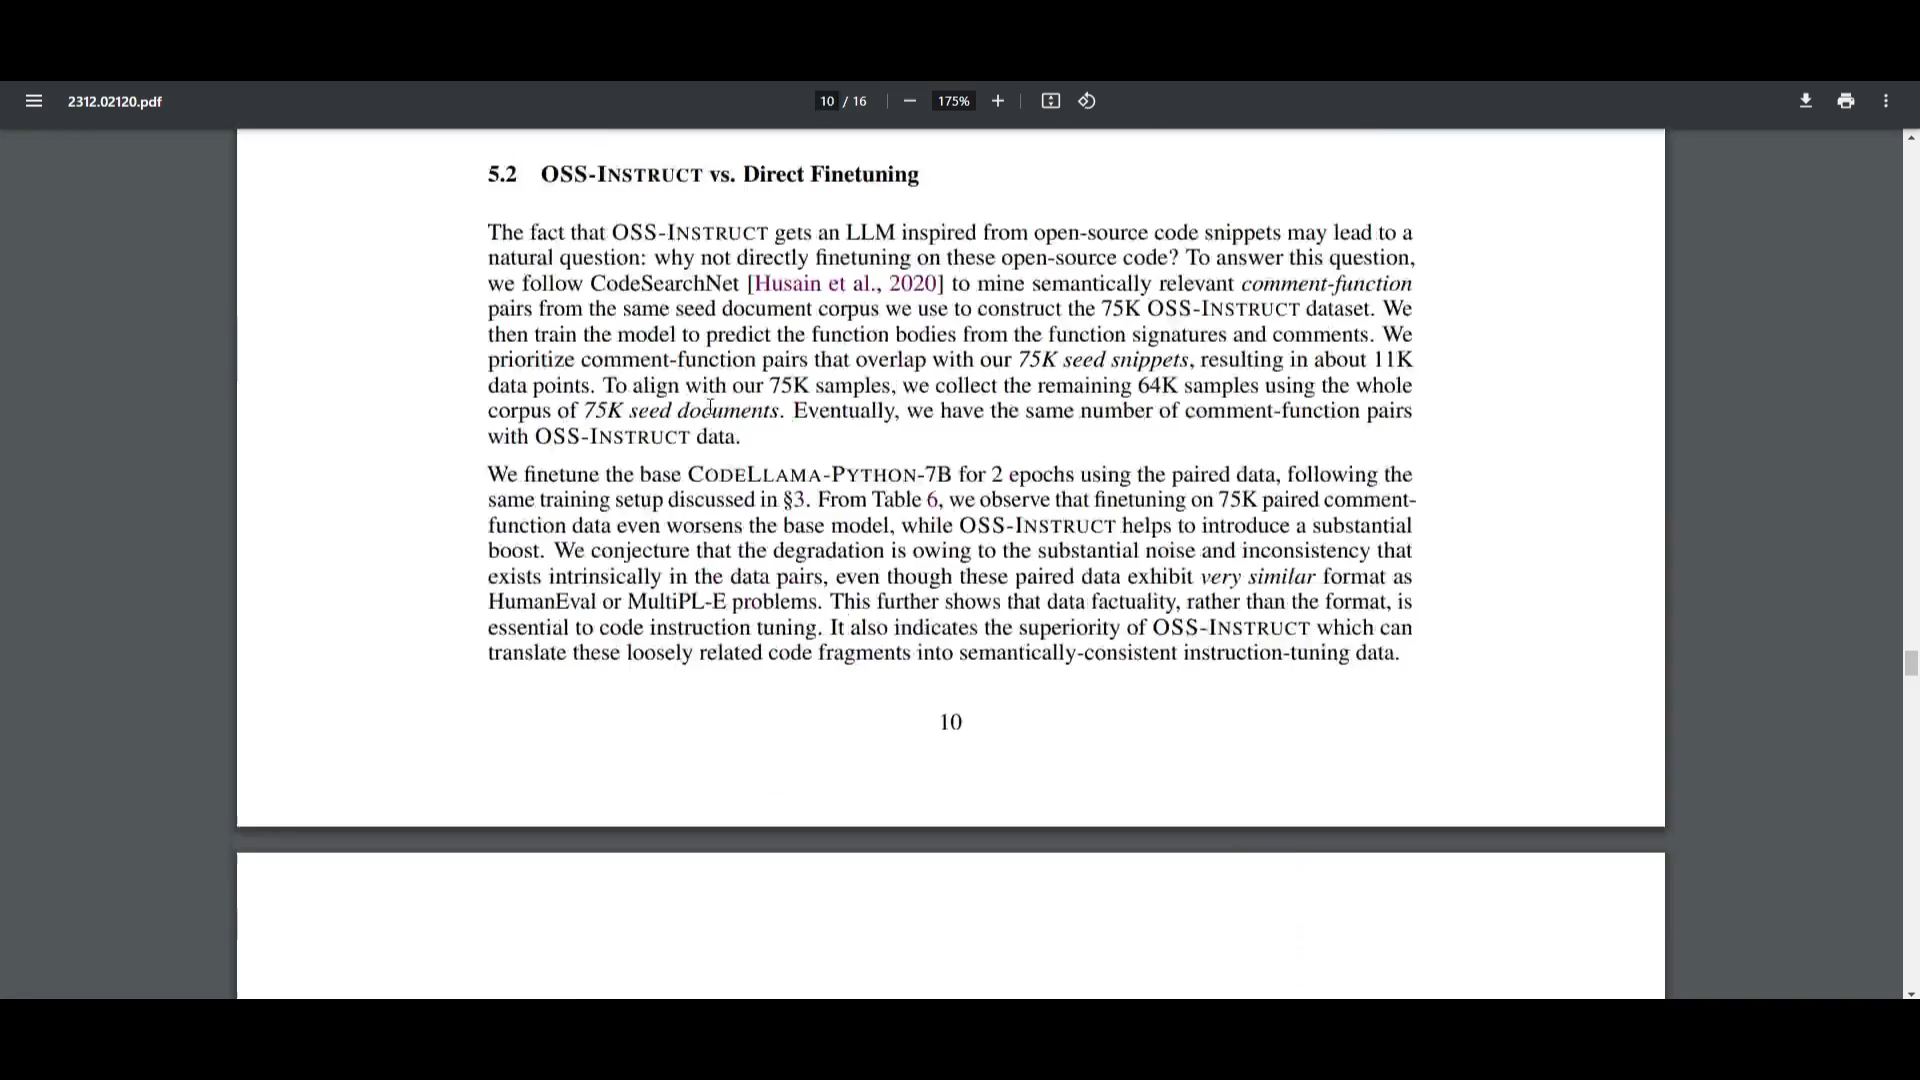 2312.02120.pdf
10 / 16
175%
5.2 OSS-INSTRUCT vs. Direct Finetuning
The fact that OSS-INSTRUCT gets an LLM inspired from open-source code snippets may lead to a
natural question: why not directly finetuning on these open-source code? To answer this question,
we follow CodeSearchNet [Husain et al., 2020] to mine semantically relevant comment-function
pairs from the same seed document corpus we use to construct the 75K OSS-INSTRUCT dataset. We
then train the model to predict the function bodies from the function signatures and comments. We
prioritize comment-function pairs that overlap with our 75K seed snippets, resulting in about 11K
data points. To align with our 75K samples, we collect the remaining 64K samples using the whole
corpus of 75K seed documents. Eventually, we have the same number of comment-function pairs
with OSS-INSTRUCT data.
We finetune the base CODELLAMA-PYTHON-7B for 2 epochs using the paired data, following the
same training setup discussed in §3. From Table 6, we observe that finetuning on 75K paired comment-
function data even worsens the base model, while OSS-INSTRUCT helps to introduce a substantial
boost. We conjecture that the degradation is owing to the substantial noise and inconsistency that
exists intrinsically in the data pairs, even though these paired data exhibit very similar format as
HumanEval or MultiPL-E problems. This further shows that data factuality, rather than the format, is
essential to code instruction tuning. It also indicates the superiority of OSS-INSTRUCT which can
translate these loosely related code fragments into semantically-consistent instruction-tuning data.
10